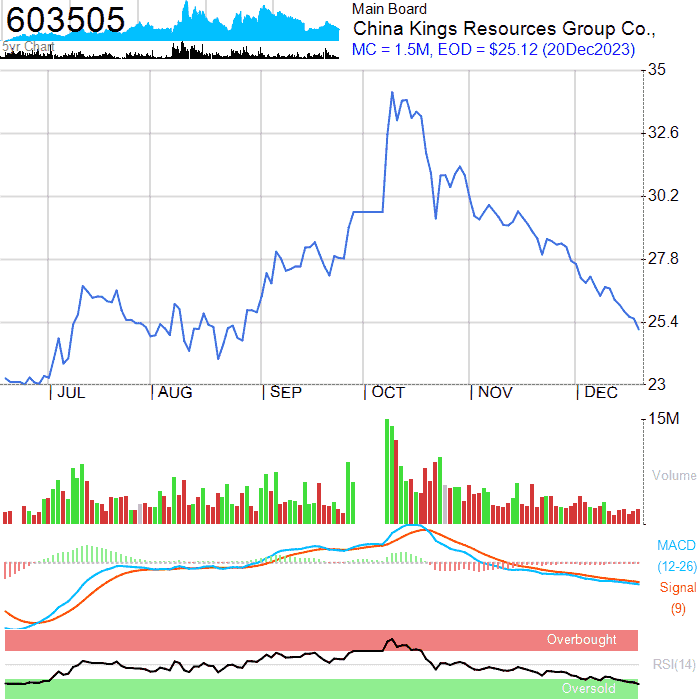 603505
5yr Chart
Main Board
China Kings Resources Group Co.,
MC = 1.5M, EOD = $25.12 (20Dec2023)
35
32.6
30.2
27.8
25.4
23
JUL AUG SEP OCT NOV DEC
15M
Volume
MACD
(12-26)
Signal
(9)
Overbought
RSI(14)
Oversold